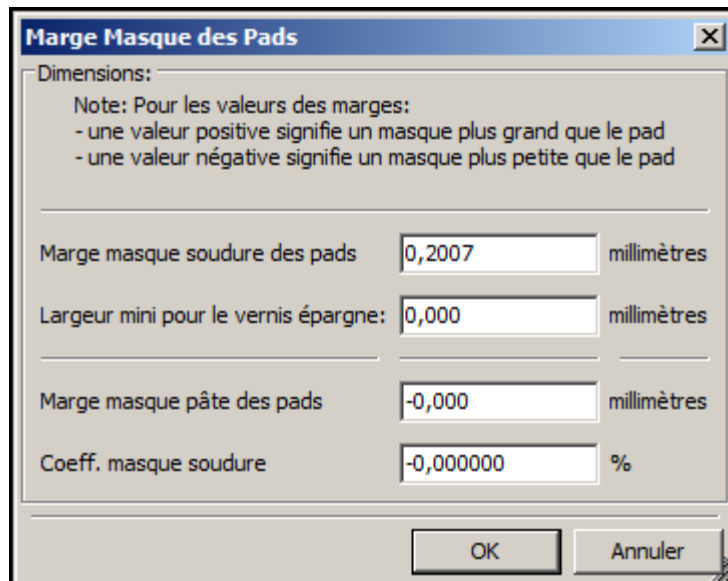 Marge Masque des Pads
Dimensions:
Note: Pour les valeurs des marges:
- une valeur positive signifie un masque plus grand que le pad
- une valeur négative signifie un masque plus petite que le pad
Marge masque soudure des pads 0,2007 millimètres
Largeur mini pour le vernis épargne: 0,000 millimètres
Marge masque pâte des pads -0,000 millimètres
Coeff. masque soudure -0,000000 %
OK Annuler